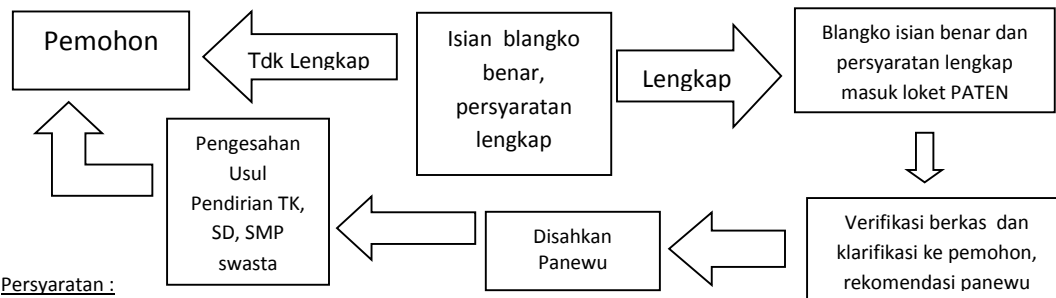 Pemohon
Tdk Lengkap
Isian blangko
benar,
persyaratan
lengkap
Lengkap
Blangko isian benar dan
persyaratan lengkap
masuk loket PATEN
Verifikasi berkas dan
klarifikasi ke pemohon,
rekomendasi panewu
Disahkan
Panewu
Pengesahan
Usul
Pendirian TK,
SD, SMP
swasta
Persyaratan :